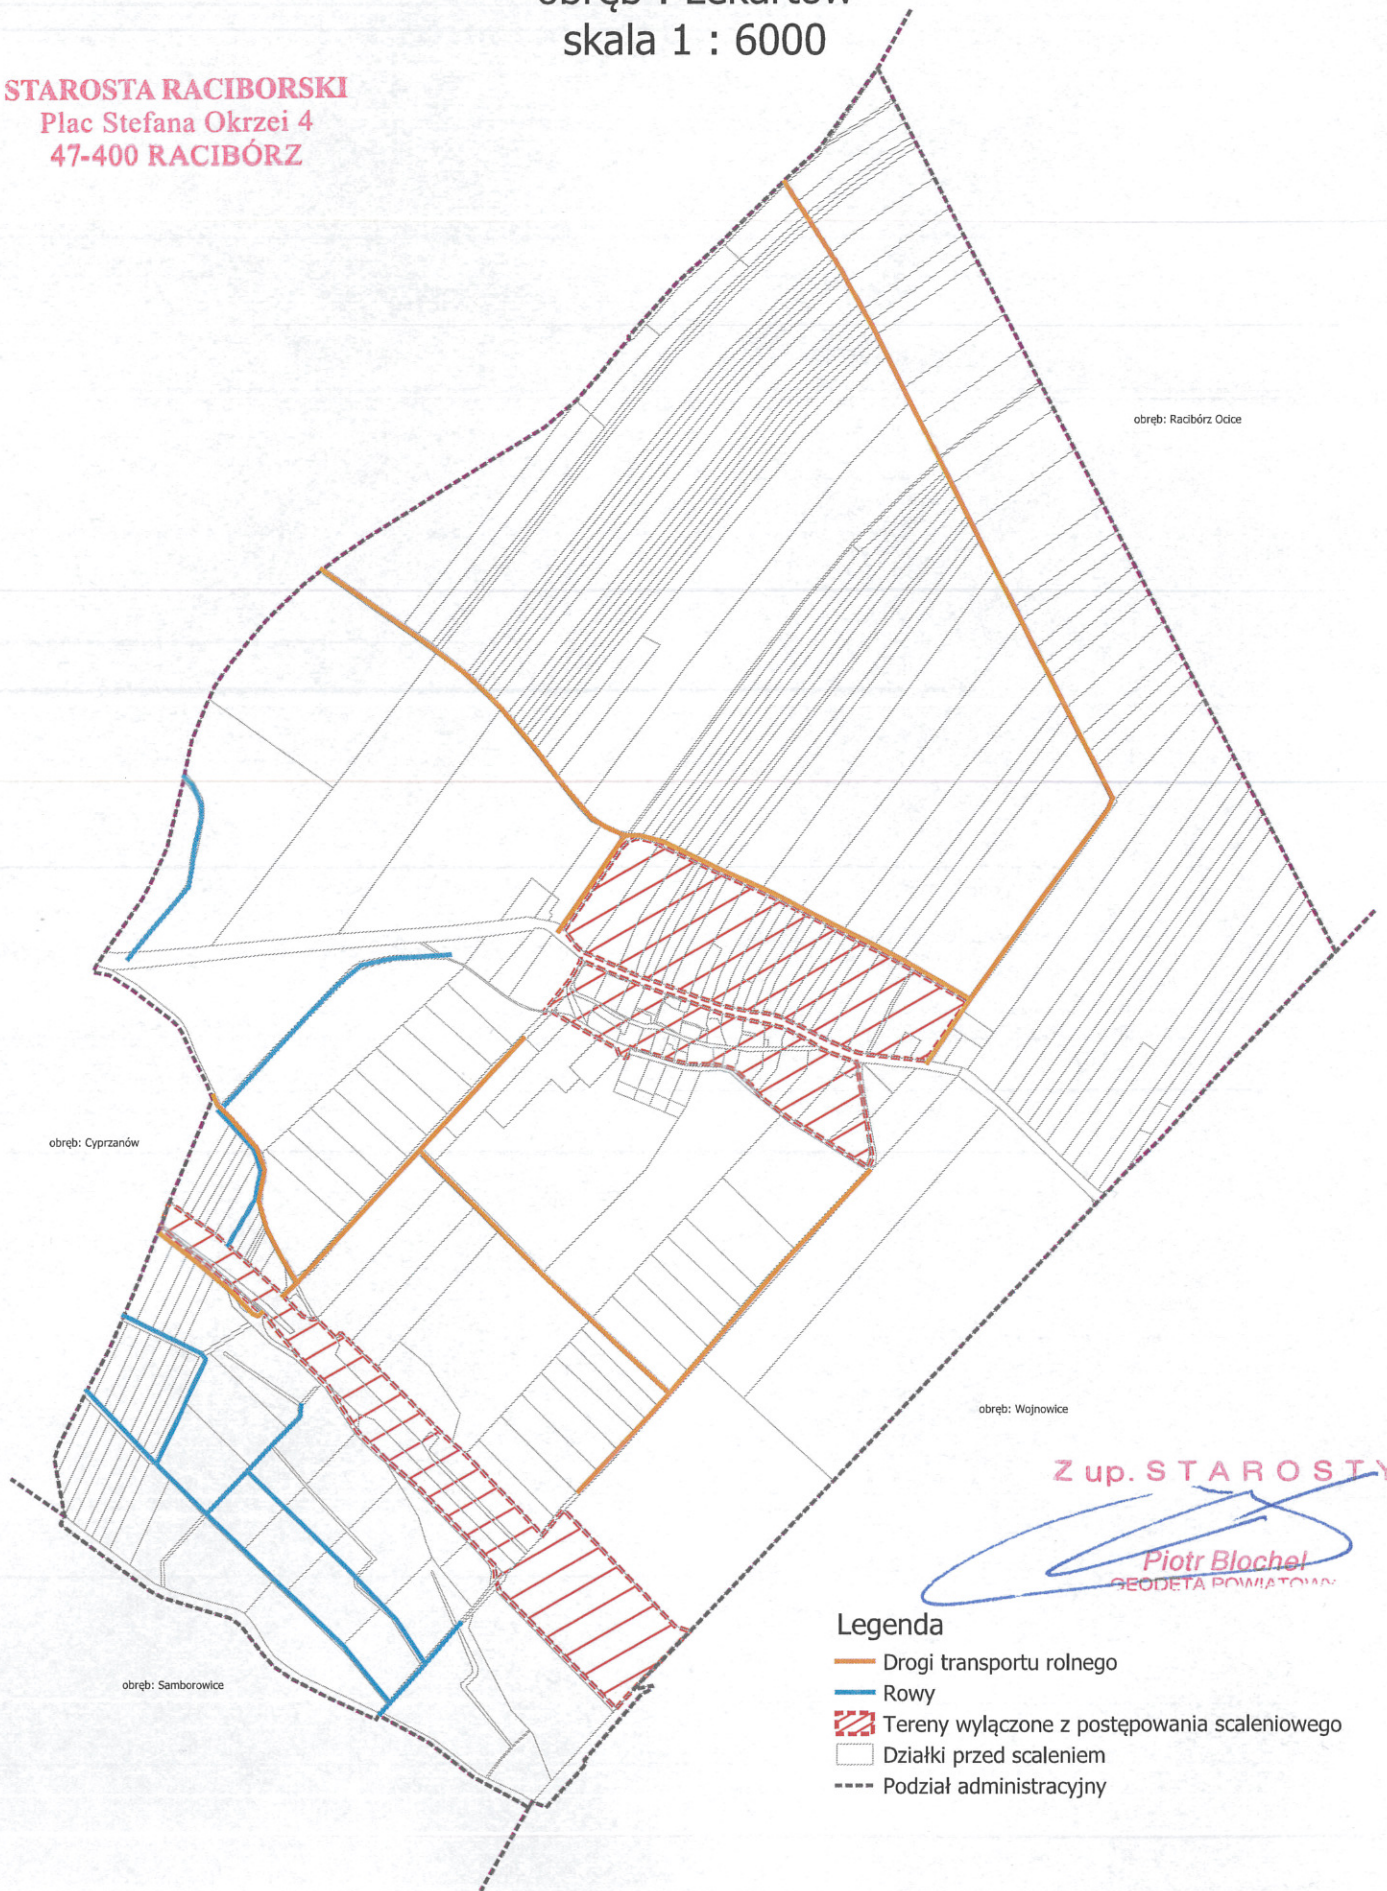 skala 1 : 6000
STAROSTA RACIBORSKI
Plac Stefana Okrzei 4
47-400 RACIBÓRZ
obręb: Racibórz Ocice
obręb: Cyprzanów
obręb: Wojnowice
Z up. STAROSTY
Piotr Blochel
GEODETA POWIATOWY
Legenda
Drogi transportu rolnego
Rowy
Tereny wyłączone z postępowania scaleniowego
Działki przed scaleniem
Podział administracyjny
obręb: Samborowice